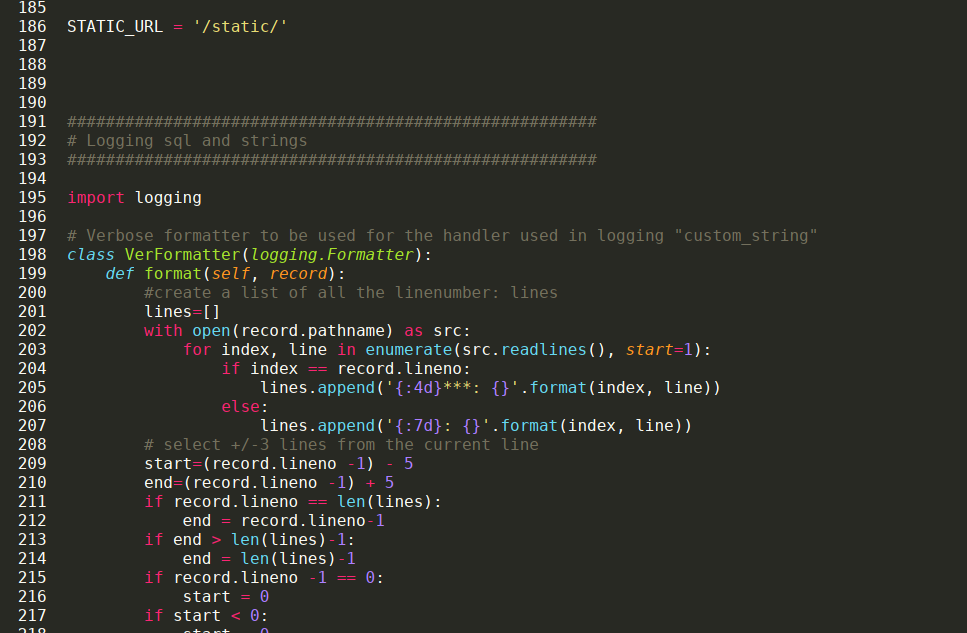 185
186 STATIC_URL = '/static/'
187
188
189
190
191 #######################################################
192 # Logging sql and strings
193 #######################################################
194
195 import logging
196
197 # Verbose formatter to be used for the handler used in logging "custom_string"
198 class VerFormatter(logging.Formatter):
199     def format(self, record):
200         #create a list of all the linenumber: lines
201         lines=[]
202         with open(record.pathname) as src:
203             for index, line in enumerate(src.readlines(), start=1):
204                 if index == record.lineno:
205                     lines.append('{:4d}***: {}'.format(index, line))
206                 else:
207                     lines.append('{:7d}: {}'.format(index, line))
208         # select +/-3 lines from the current line
209         start=(record.lineno -1) - 5
210         end=(record.lineno -1) + 5
211         if record.lineno == len(lines):
212             end = record.lineno-1
213         if end > len(lines)-1:
214             end = len(lines)-1
215         if record.lineno -1 == 0:
216             start = 0
217         if start < 0:
218             start = 0